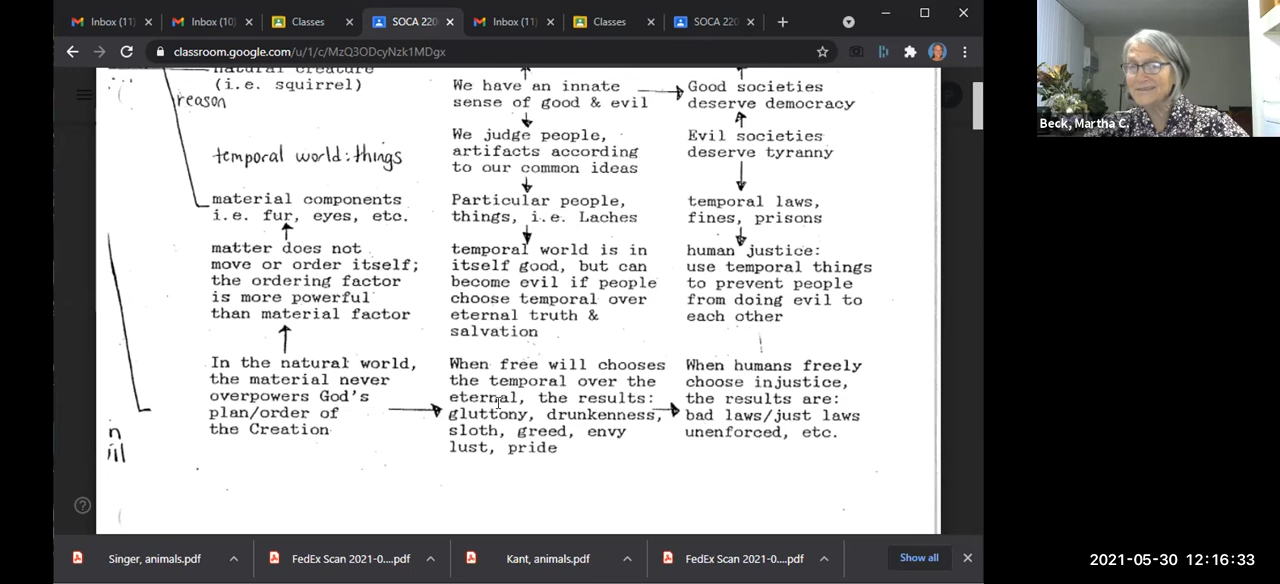 Inbox (11)
Inbox (10)
Classes
SOCA 220
Inbox (11)
Classes
SOCA 220
classroom.google.com/u/1/c/MzQ3ODcyNzk1MDgx
natural creature
(i.e. squirrel)
reason
temporal world: things
material components
i.e. fur, eyes, etc.
matter does not
move or order itself;
the ordering factor
is more powerful
than material factor
In the natural world,
the material never
overpowers God's
plan/order of
the Creation
We have an innate
sense of good & evil
We judge people,
artifacts according
to our common ideas
Particular people,
things, i.e. Laches
temporal world is in
itself good, but can
become evil if people
choose temporal over
eternal truth &
salvation
When free will chooses
the temporal over the
eternal, the results:
gluttony, drunkenness,
sloth, greed, envy
lust, pride
Good societies
deserve democracy
Evil societies
deserve tyranny
temporal laws,
fines, prisons
human justice:
use temporal things
to prevent people
from doing evil to
each other
When humans freely
choose injustice,
the results are:
bad laws/just laws
unenforced, etc.
Singer, animals.pdf
FedEx Scan 2021-0....pdf
Kant, animals.pdf
FedEx Scan 2021-0....pdf
Show all
Beck, Martha C.
2021-05-30 12:16:33